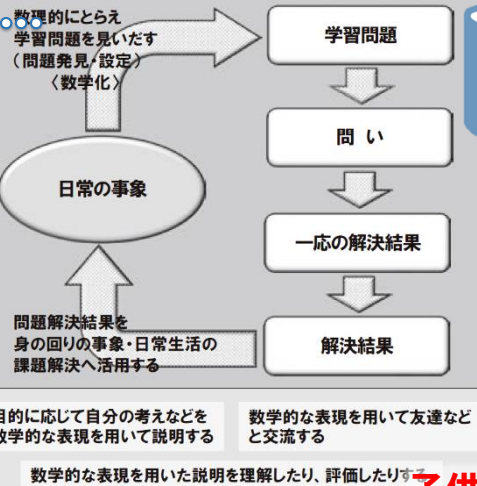 数理的にとらえ
学習問題を見いだす
（問題発見・設定）
〈数学化〉
学習問題
問 い
日常の事象
一応の解決結果
問題解決結果を
身の回りの事象・日常生活の
課題解決へ活用する
解決結果
目的に応じて自分の考えなどを
数学的な表現を用いて説明する
数学的な表現を用いて友達など
と交流する
数学的な表現を用いた説明を理解したり、評価したりする
子供